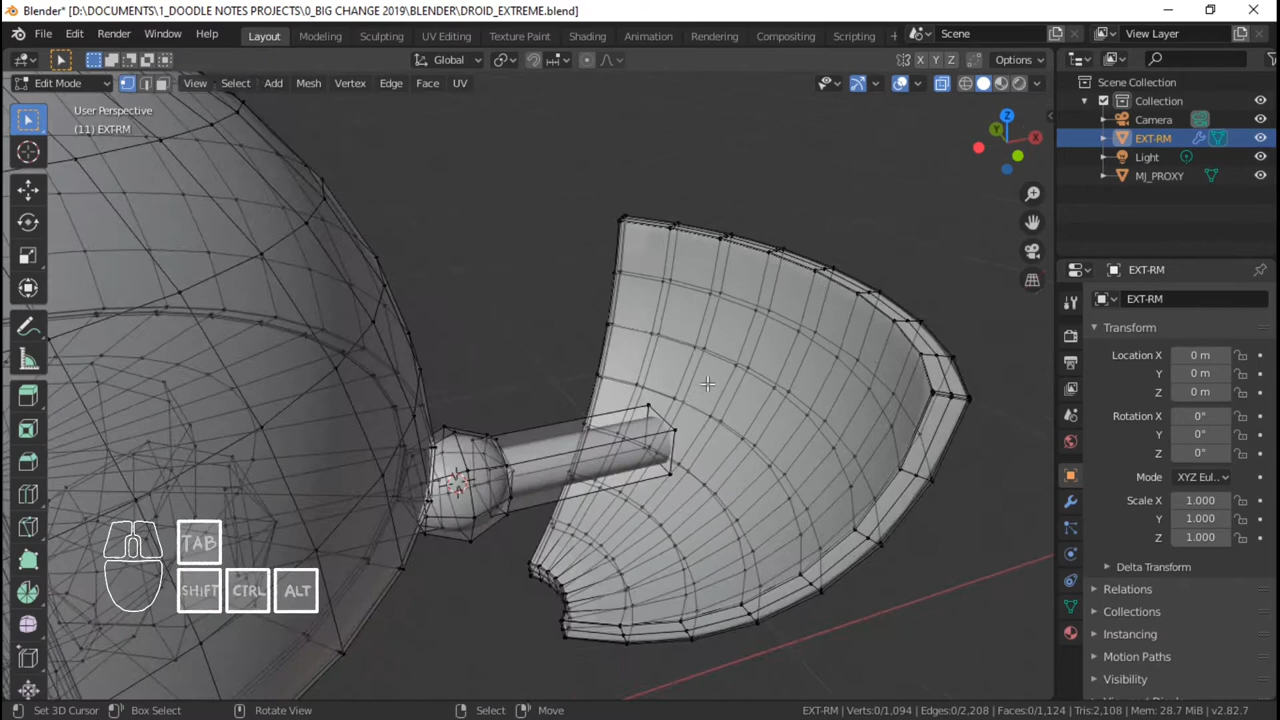 Blender* [D:\DOCUMENTS\1_DOODLE NOTES PROJECTS\0_BIG CHANGE 2019\BLENDER\DROID_EXTREME.blend]
File Edit Render Window Help Layout Modeling Sculpting UV Editing Texture Paint Shading Animation Rendering Compositing Scripting + Scene View Layer
Global X Y Z Options
Edit Mode View Select Add Mesh Vertex Edge Face UV
Scene Collection
Collection
Camera
EXT-RM
Light
MJ_PROXY
User Perspective
(11) EXT-RM
Z
Y
X
EXT-RM
EXT-RM
Transform
Location X 0 m
Y 0 m
Z 0 m
Rotation X 0°
Y 0°
Z 0°
Mode XYZ Eul..
Scale X 1.000
Y 1.000
Z 1.000
Delta Transform
Relations
Collections
Instancing
Motion Paths
Visibility
TAB
SHIFT CTRL ALT
Set 3D Cursor Box Select Rotate View Select Move EXT-RM | Verts:0/1,094 | Edges:0/2,208 | Faces:0/1,124 | Tris:2,108 | Mem: 28.7 MiB | v2.82.7